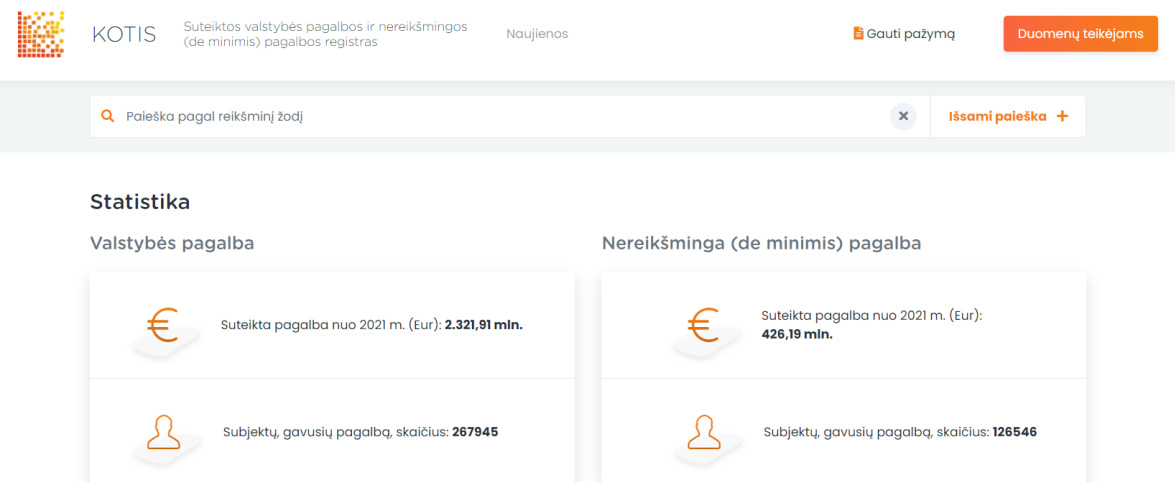 KOTIS
Suteiktos valstybės pagalbos ir nereikšmingos
(de minimis) pagalbos registras
Naujienos
Gauti pažymą
Duomenų teikėjams
Paieška pagal reikšminį žodį
Išsami paieška +
Statistika
Valstybės pagalba
Suteikta pagalba nuo 2021 m. (Eur): 2.321,91 mln.
Subjektų, gavusių pagalbą, skaičius: 267945
Nereikšminga (de minimis) pagalba
Suteikta pagalba nuo 2021 m. (Eur):
426,19 mln.
Subjektų, gavusių pagalbą, skaičius: 126546